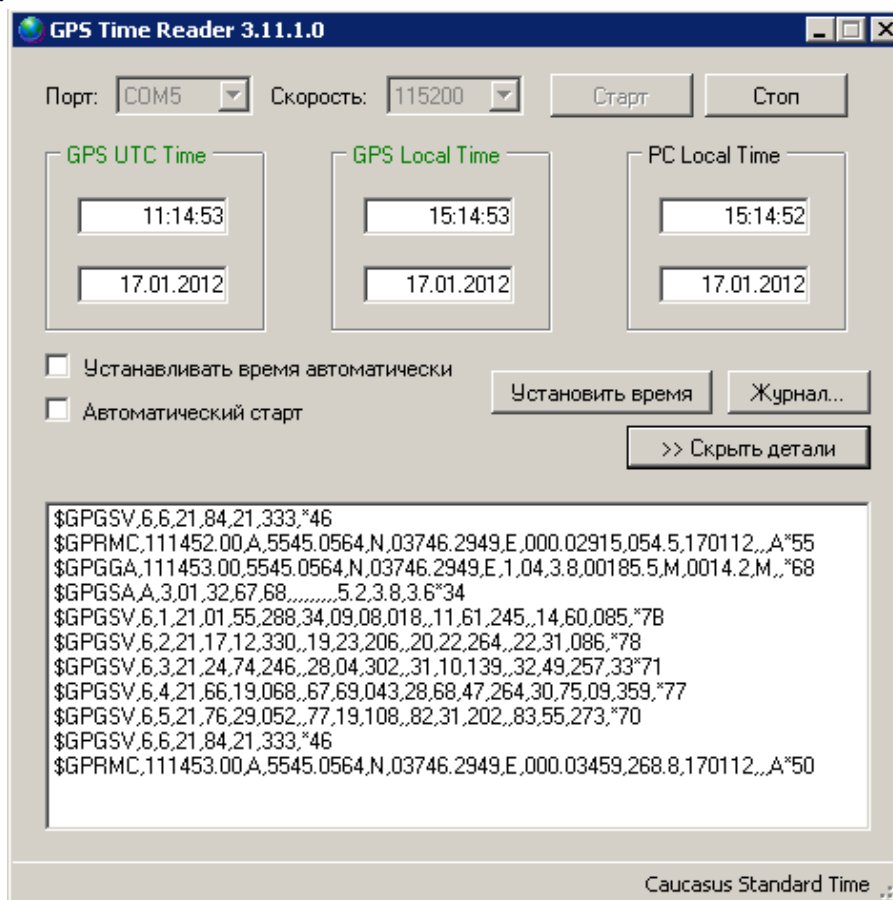 GPS Time Reader 3.11.1.0
Порт: COM5 Скорость: 115200 Старт Стоп
GPS UTC Time GPS Local Time PC Local Time
11:14:53 15:14:53 15:14:52
17.01.2012 17.01.2012 17.01.2012
Устанавливать время автоматически
Установить время Журнал...
Автоматический старт
>> Скрыть детали
$GPGSV,6,6,21,84,21,333,*46
$GPRMC,111452.00,A,5545.0564,N,03746.2949,E,000.02915,054.5,170112,,,A*55
$GPGGA,111453.00,5545.0564,N,03746.2949,E,1,04,3.8,00185.5,M,0014.2,M,,*68
$GPGSA,A,3,01,32,67,68,,,,,,,,,5.2,3.8,3.6*34
$GPGSV,6,1,21,01,55,288,34,09,08,018,,11,61,245,,14,60,085,*7B
$GPGSV,6,2,21,17,12,330,,19,23,206,,20,22,264,,22,31,086,*78
$GPGSV,6,3,21,24,74,246,,28,04,302,,31,10,139,,32,49,257,33*71
$GPGSV,6,4,21,66,19,068,,67,69,043,28,68,47,264,30,75,09,359,*77
$GPGSV,6,5,21,76,29,052,,77,19,108,,82,31,202,,83,55,273,*70
$GPGSV,6,6,21,84,21,333,*46
$GPRMC,111453.00,A,5545.0564,N,03746.2949,E,000.03459,268.8,170112,,,A*50
Caucasus Standard Time